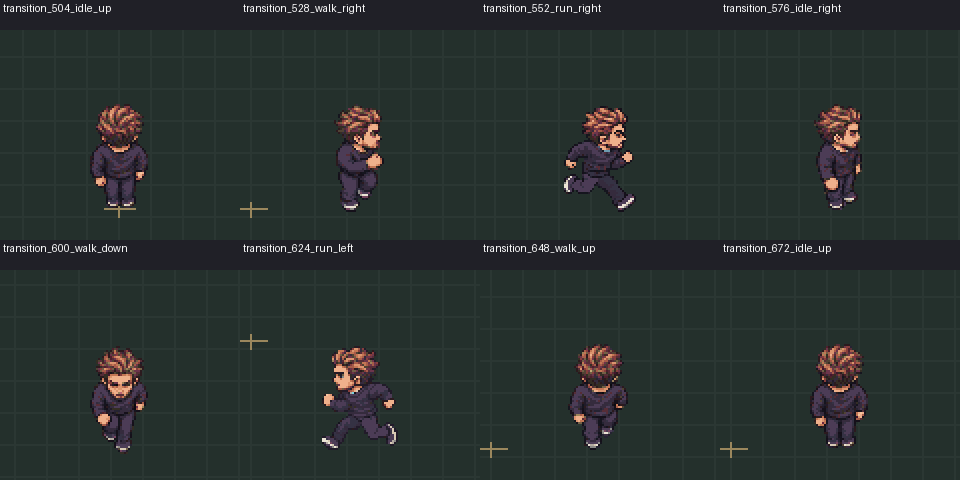 transition_504_idle_up
transition_528_walk_right
transition_552_run_right
transition_576_idle_right
transition_600_walk_down
transition_624_run_left
transition_648_walk_up
transition_672_idle_up